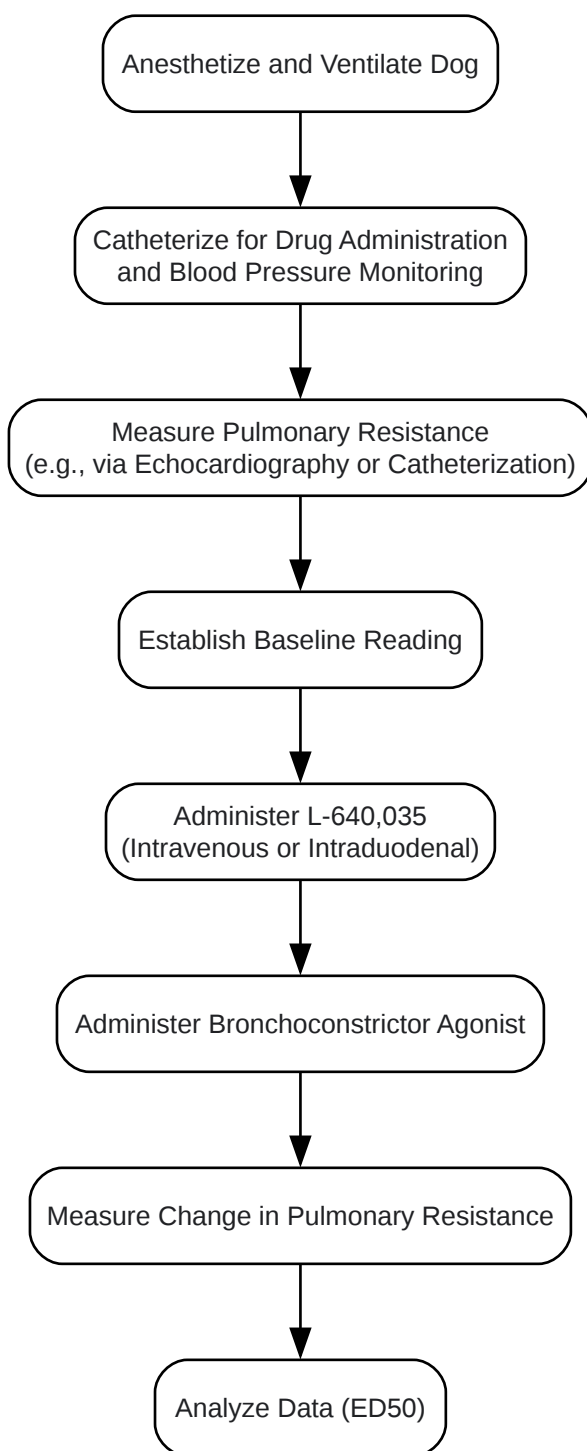 Anesthetize and Ventilate Dog
Catheterize for Drug Administration
and Blood Pressure Monitoring
Measure Pulmonary Resistance
(e.g., via Echocardiography or Catheterization)
Establish Baseline Reading
Administer L-640,035
(Intravenous or Intraduodenal)
Administer Bronchoconstrictor Agonist
Measure Change in Pulmonary Resistance
Analyze Data (ED50)